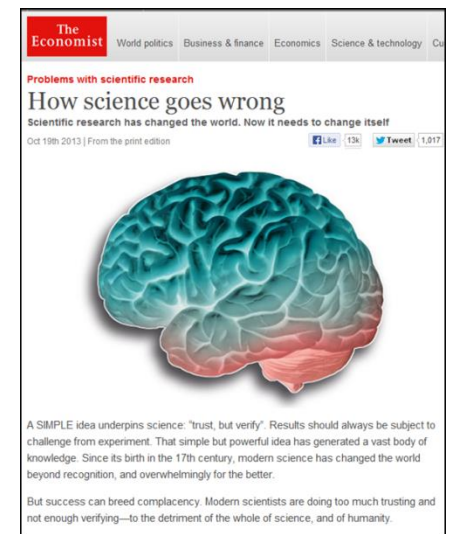 The
Economist
World politics Business & finance Economics Science & technology Cu
Problems with scientific research
How science goes wrong
Scientific research has changed the world. Now it needs to change itself
Oct 19th 2013 | From the print edition
Like 13k Tweet 1,017
A SIMPLE idea underpins science: "trust, but verify". Results should always be subject to
challenge from experiment. That simple but powerful idea has generated a vast body of
knowledge. Since its birth in the 17th century, modern science has changed the world
beyond recognition, and overwhelmingly for the better.
But success can breed complacency. Modern scientists are doing too much trusting and
not enough verifying—to the detriment of the whole of science, and of humanity.